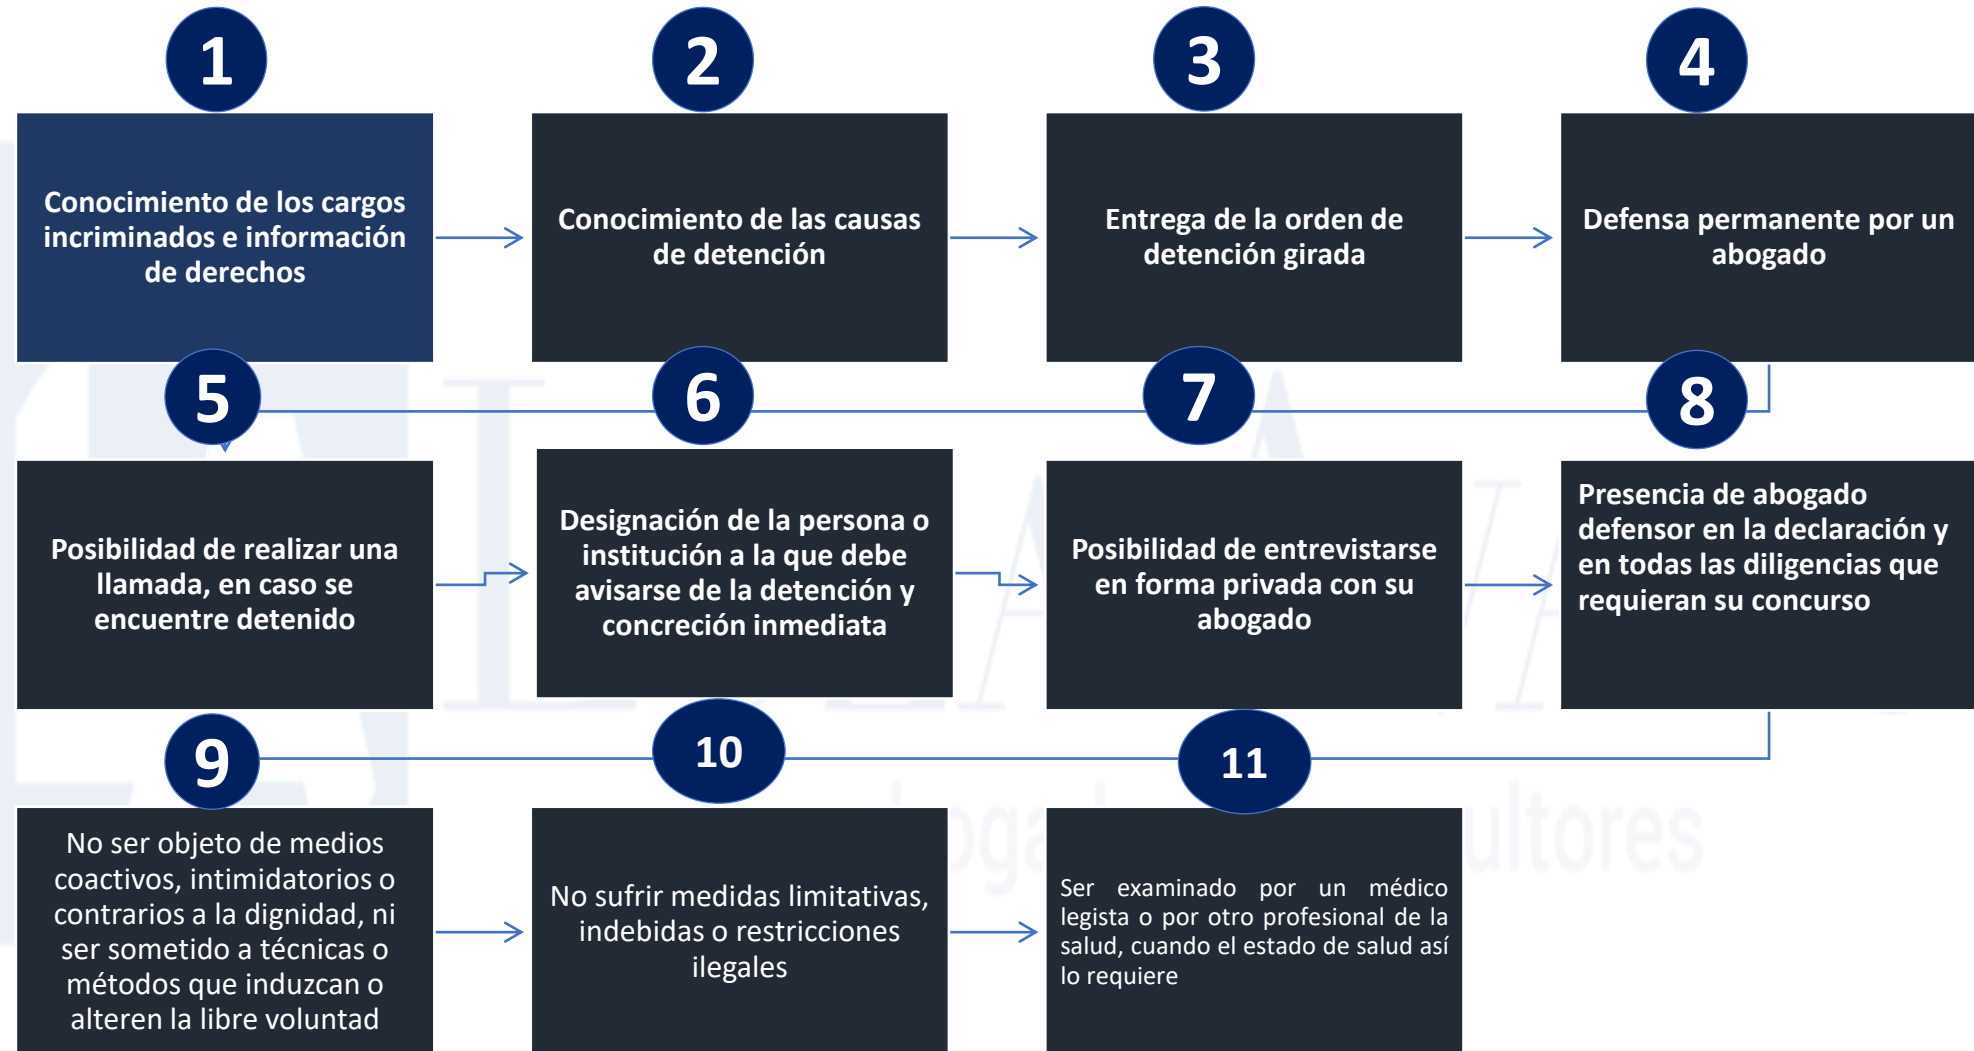 1
Conocimiento de los cargos
incriminados e información
de derechos
2
Conocimiento de las causas
de detención
3
Entrega de la orden de
detención girada
4
Defensa permanente por un
abogado
5
Posibilidad de realizar una
llamada, en caso se
encuentre detenido
6
Designación de la persona o
institución a la que debe
avisarse de la detención y
concreción inmediata
7
Posibilidad de entrevistarse
en forma privada con su
abogado
8
Presencia de abogado
defensor en la declaración y
en todas las diligencias que
requieran su concurso
9
No ser objeto de medios
coactivos, intimidatorios o
contrarios a la dignidad, ni
ser sometido a técnicas o
métodos que induzcan o
alteren la libre voluntad
10
No sufrir medidas limitativas,
indebidas o restricciones
ilegales
11
Ser examinado por un médico
legista o por otro profesional de la
salud, cuando el estado de salud así
lo requiere